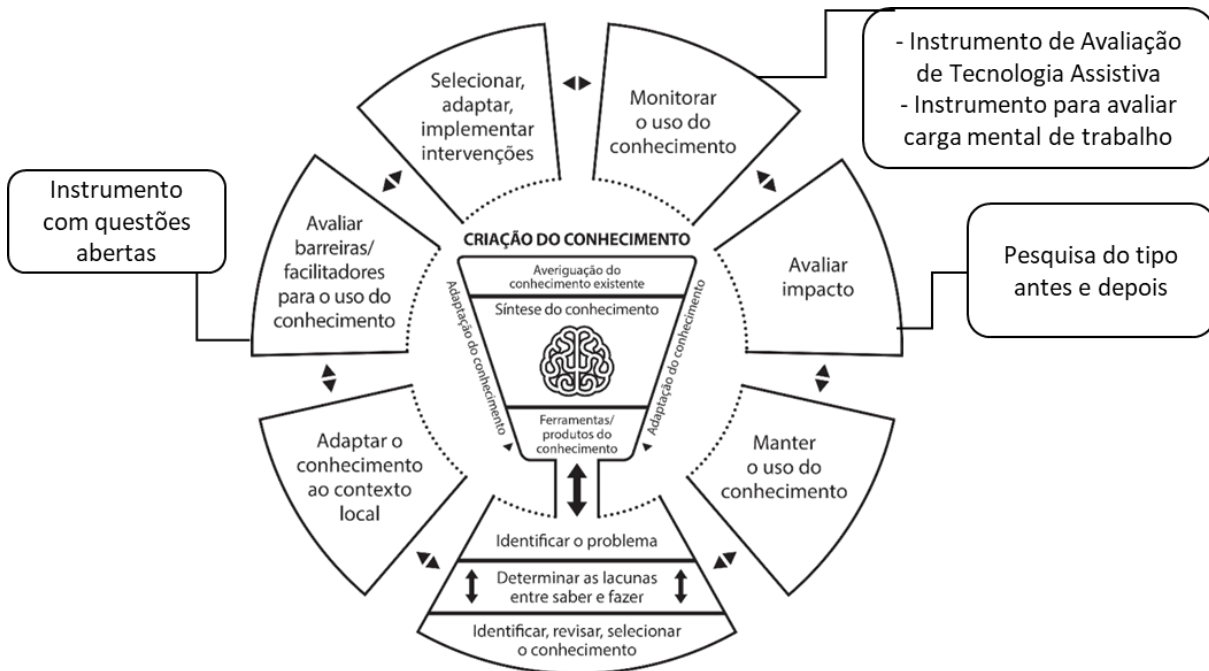 Selecionar,
adaptar,
implementar
intervenções
Monitorar
o uso do
conhecimento
- Instrumento de Avaliação
de Tecnologia Assistiva
- Instrumento para avaliar
carga mental de trabalho
Instrumento
com questões
abertas
Avaliar
barreiras/
facilitadores
para o uso do
conhecimento
CRIAÇÃO DO CONHECIMENTO
Averiguação do
conhecimento existente
Síntese do conhecimento
Ferramentas/
produtos do
conhecimento
Adaptação do conhecimento
Adaptação do conhecimento
Avaliar
impacto
Pesquisa do tipo
antes e depois
Adaptar o
conhecimento
ao contexto
local
Manter
o uso do
conhecimento
Identificar o problema
Determinar as lacunas
entre saber e fazer
Identificar, revisar, selecionar
o conhecimento